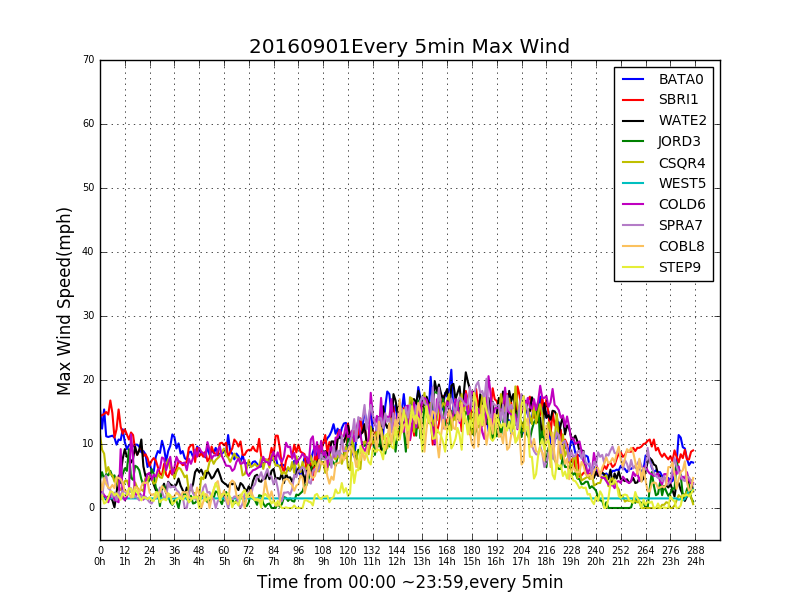 20160901Every 5min Max Wind
Max Wind Speed(mph)
70
60
50
40
30
20
10
0
BATA0
SBRI1
WATE2
JORD3
CSQR4
WEST5
COLD6
SPRA7
COBL8
STEP9
0 12 24 36 48 60 72 84 96 108 120 132 144 156 168 180 192 204 216 228 240 252 264 276 288
0h 1h 2h 3h 4h 5h 6h 7h 8h 9h 10h 11h 12h 13h 14h 15h 16h 17h 18h 19h 20h 21h 22h 23h 24h
Time from 00:00 ~23:59,every 5min